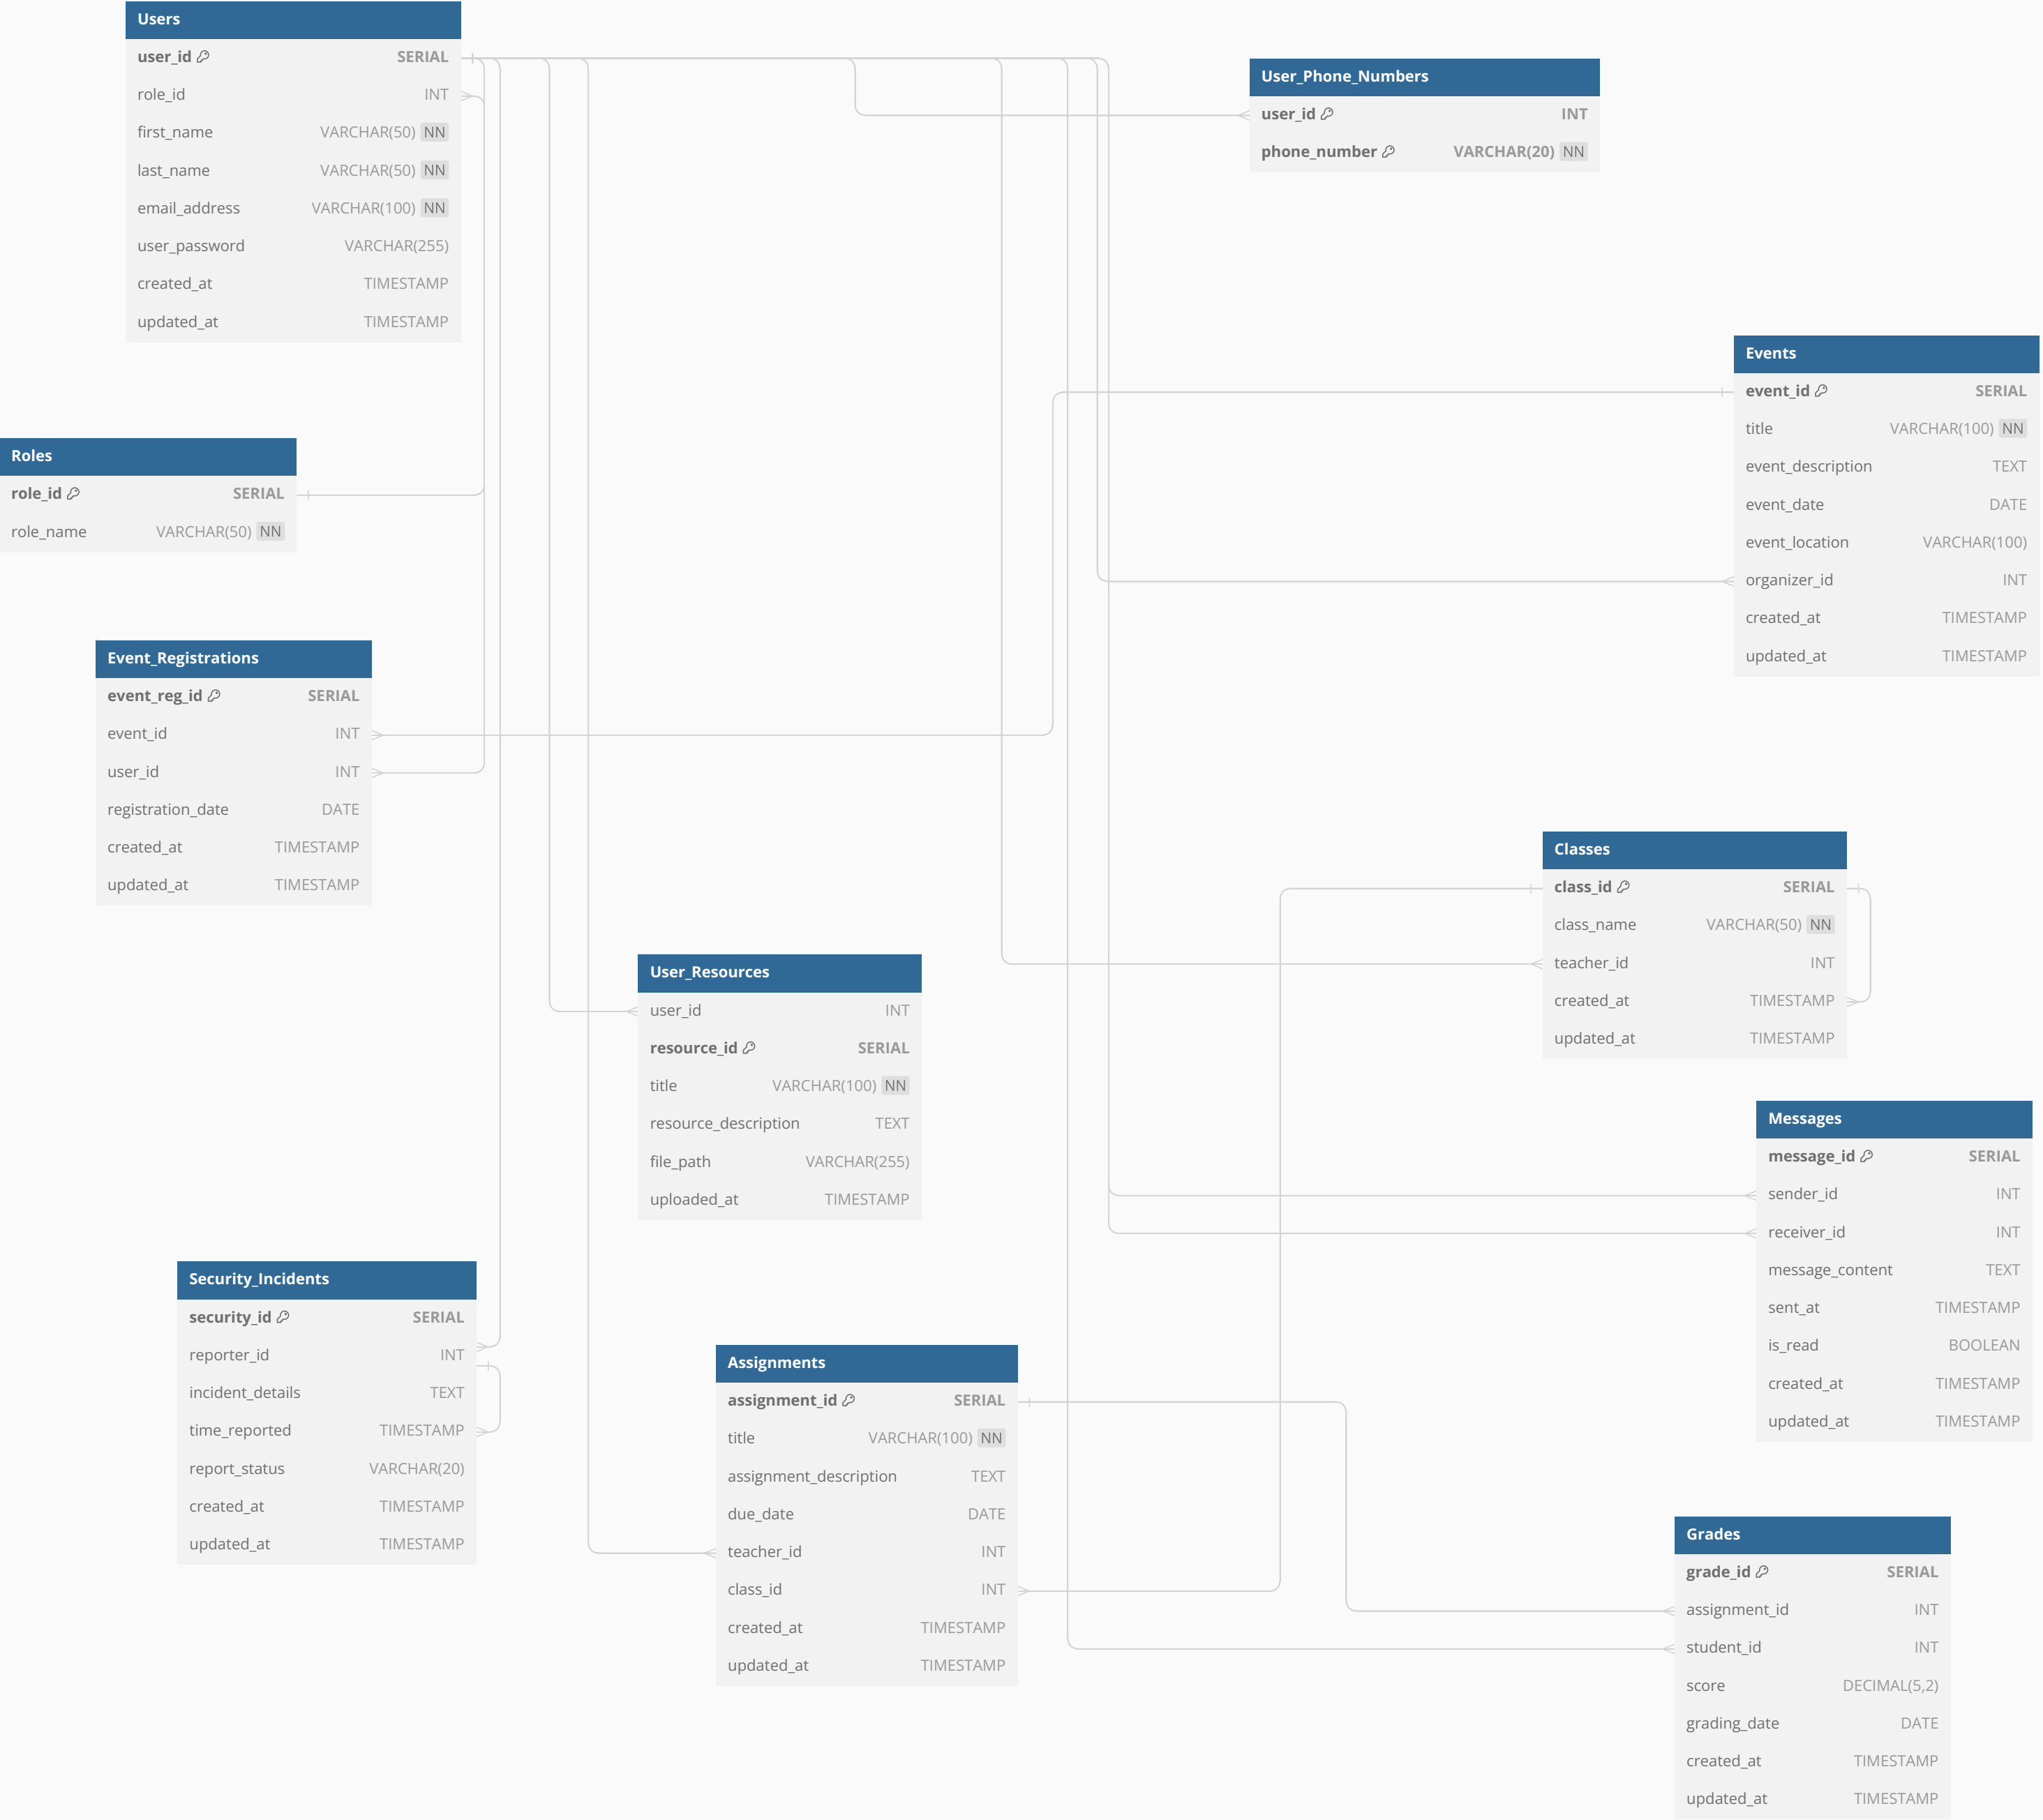 Users
user_id SERIAL
role_id INT
first_name VARCHAR(50) NN
last_name VARCHAR(50) NN
email_address VARCHAR(100) NN
user_password VARCHAR(255)
created_at TIMESTAMP
updated_at TIMESTAMP
User_Phone_Numbers
user_id INT
phone_number VARCHAR(20) NN
Events
event_id SERIAL
title VARCHAR(100) NN
event_description TEXT
event_date DATE
event_location VARCHAR(100)
organizer_id INT
created_at TIMESTAMP
updated_at TIMESTAMP
Roles
role_id SERIAL
role_name VARCHAR(50) NN
Event_Registrations
event_reg_id SERIAL
event_id INT
user_id INT
registration_date DATE
created_at TIMESTAMP
updated_at TIMESTAMP
Classes
class_id SERIAL
class_name VARCHAR(50) NN
teacher_id INT
created_at TIMESTAMP
updated_at TIMESTAMP
User_Resources
user_id INT
resource_id SERIAL
title VARCHAR(100) NN
resource_description TEXT
file_path VARCHAR(255)
uploaded_at TIMESTAMP
Messages
message_id SERIAL
sender_id INT
receiver_id INT
message_content TEXT
sent_at TIMESTAMP
is_read BOOLEAN
created_at TIMESTAMP
updated_at TIMESTAMP
Security_Incidents
security_id SERIAL
reporter_id INT
incident_details TEXT
time_reported TIMESTAMP
report_status VARCHAR(20)
created_at TIMESTAMP
updated_at TIMESTAMP
Assignments
assignment_id SERIAL
title VARCHAR(100) NN
assignment_description TEXT
due_date DATE
teacher_id INT
class_id INT
created_at TIMESTAMP
updated_at TIMESTAMP
Grades
grade_id SERIAL
assignment_id INT
student_id INT
score DECIMAL(5,2)
grading_date DATE
created_at TIMESTAMP
updated_at TIMESTAMP